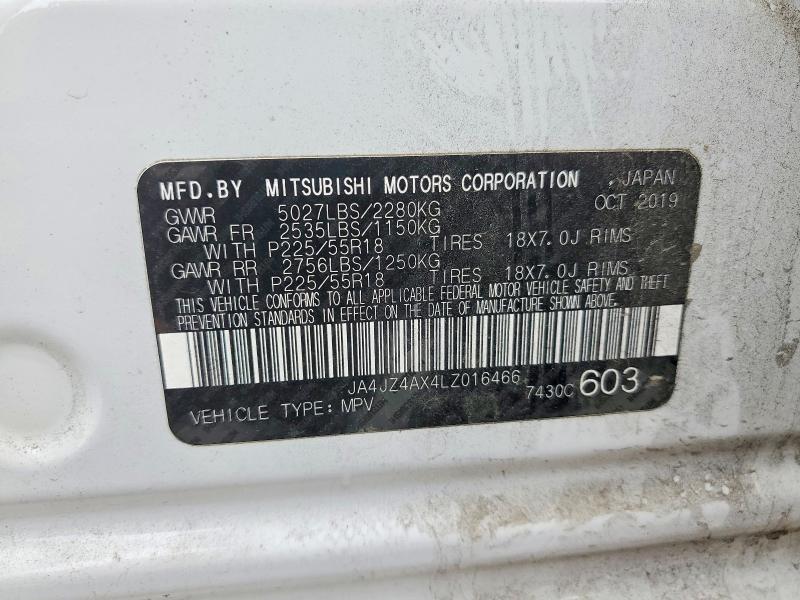 MFD.BY MITSUBISHI MOTORS CORPORATION , JAPAN
GVWR 5027LBS/2280KG OCT 2019
GAWR FR 2535LBS/1150KG
WITH P225/55R18 TIRES 18X7.0J RIMS
GAWR RR 2756LBS/1250KG
WITH P225/55R18 TIRES 18X7.0J RIMS
THIS VEHICLE CONFORMS TO ALL APPLICABLE FEDERAL MOTOR VEHICLE SAFETY AND THEFT
PREVENTION STANDARDS IN EFFECT ON THE DATE OF MANUFACTURE SHOWN ABOVE.
JA4JZ4AX4LZ016466
VEHICLE TYPE: MPV 7430C 603